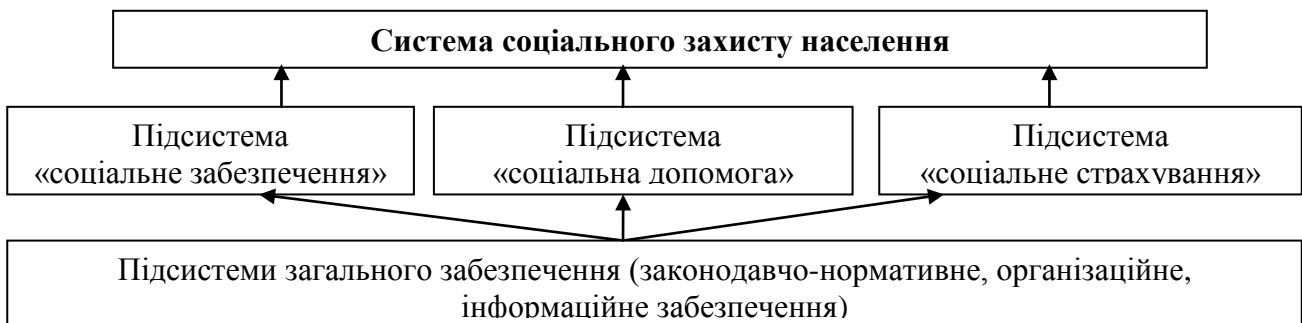 Система соціального захисту населення
Підсистема
«соціальне забезпечення»
Підсистема
«соціальна допомога»
Підсистема
«соціальне страхування»
Підсистеми загального забезпечення (законодавчо-нормативне, організаційне,
інформаційне забезпечення)